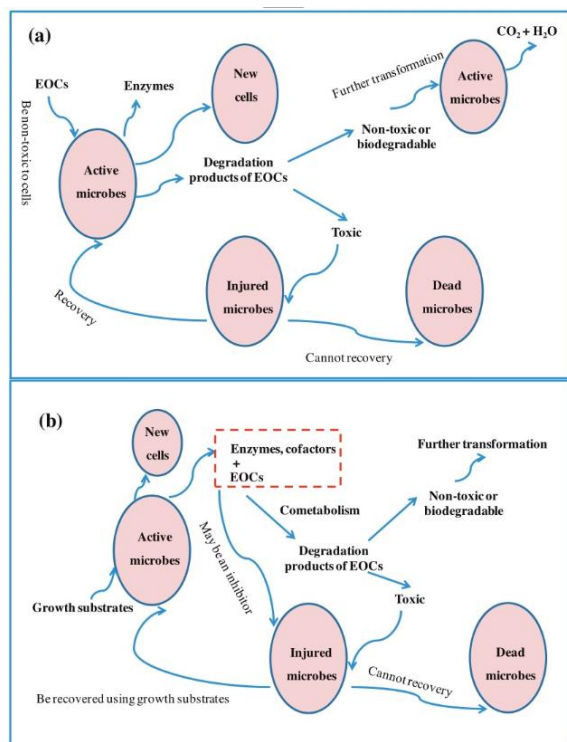 (a)
CO₂ + H₂O
EOCs
Enzymes
New
cells
Further transformation
Active
microbes
Be non-toxic to cells
Active
microbes
Degradation
products of EOCs
Non-toxic or
biodegradable
Toxic
Injured
microbes
Dead
microbes
Recovery
Cannot recovery
(b)
New
cells
Enzymes, cofactors
+
EOCs
Further transformation
Non-toxic or
biodegradable
Cometabolism
Active
microbes
May be an inhibitor
Degradation
products of EOCs
Growth substrates
Toxic
Injured
microbes
Cannot recovery
Dead
microbes
Be recovered using growth substrates